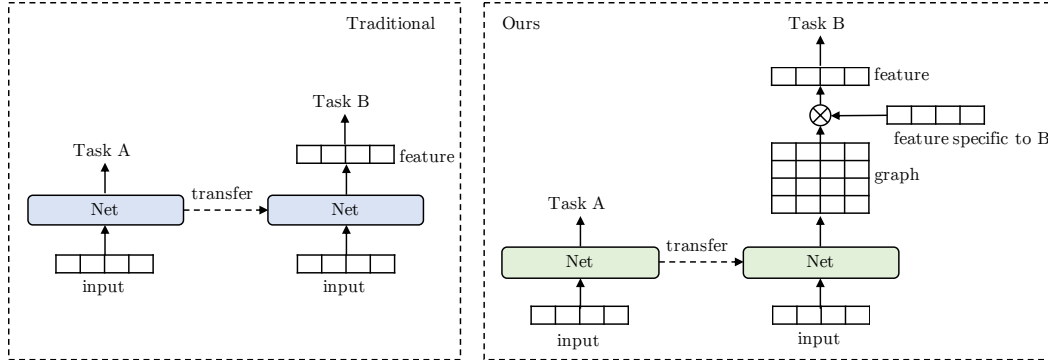 Traditional
Task B
Task A
feature
transfer
Net
Net
input
input
Ours
Task B
feature
feature specific to B
graph
Task A
transfer
Net
Net
input
input